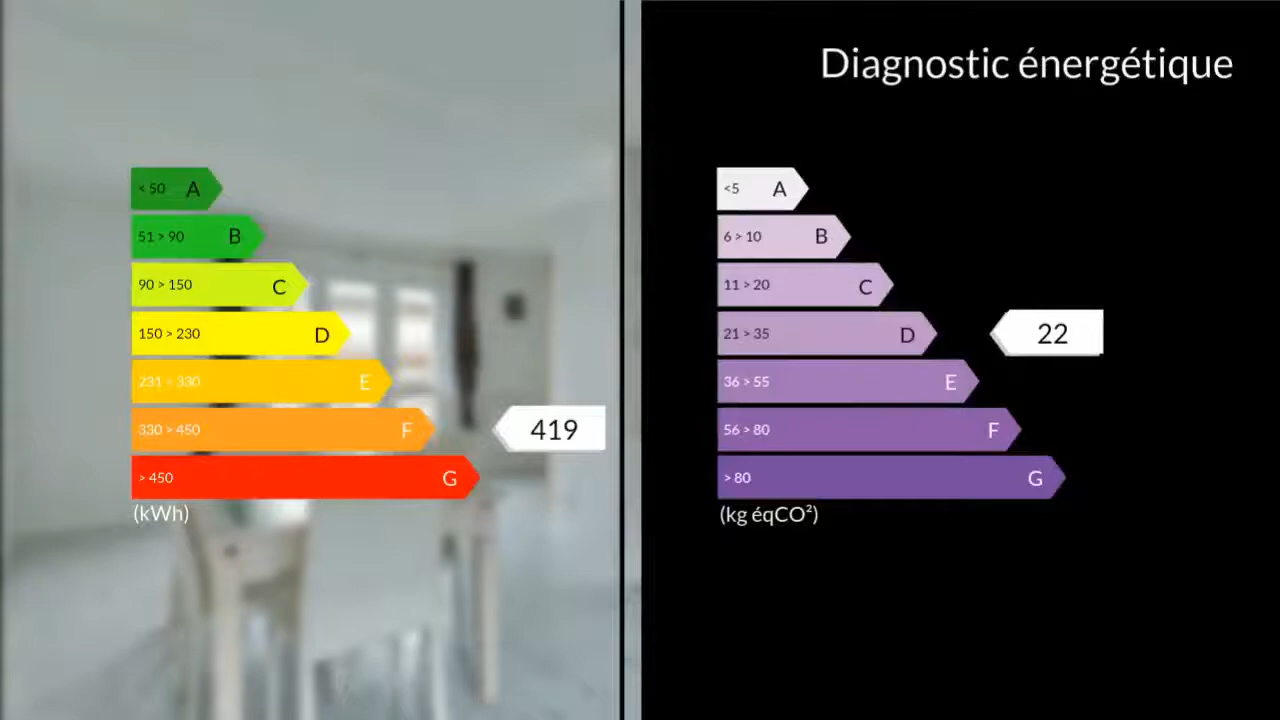 Diagnostic énergétique
< 50 A
51 > 90 B
90 > 150 C
150 > 230 D
231 > 330 E
330 > 450 F
419
> 450 G
(kWh)
<5 A
6 > 10 B
11 > 20 C
21 > 35 D
22
36 > 55 E
56 > 80 F
> 80 G
(kg éqCO²)